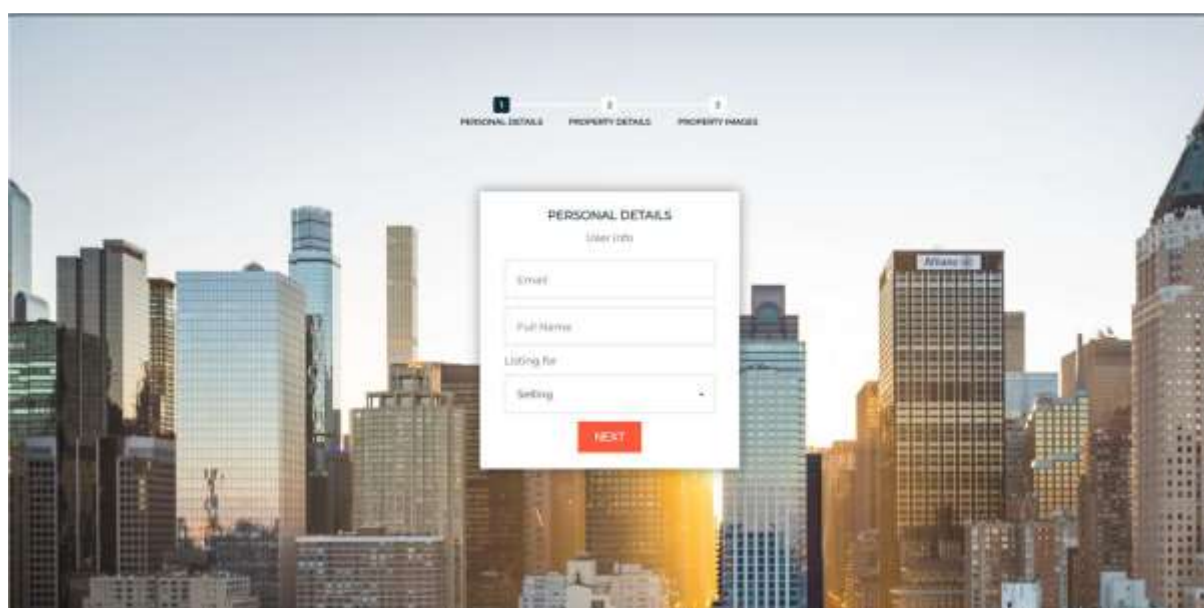 1 2 3
PERSONAL DETAILS PROPERTY DETAILS PROPERTY IMAGES
PERSONAL DETAILS
User Info
Email
Full Name
Listing for
Selling
NEXT
Allianz